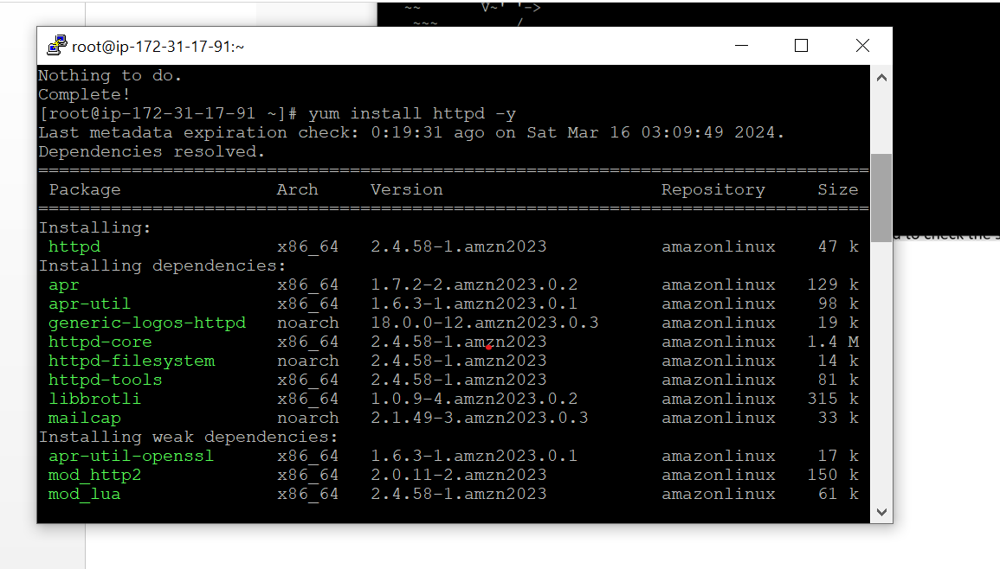 ~~ V~' '->
~~~ /
root@ip-172-31-17-91:~
Nothing to do.
Complete!
[root@ip-172-31-17-91 ~]# yum install httpd -y
Last metadata expiration check: 0:19:31 ago on Sat Mar 16 03:09:49 2024.
Dependencies resolved.
================================================================================
Package Arch Version Repository Size
================================================================================
Installing:
httpd x86_64 2.4.58-1.amzn2023 amazonlinux 47 k
Installing dependencies:
apr x86_64 1.7.2-2.amzn2023.0.2 amazonlinux 129 k
apr-util x86_64 1.6.3-1.amzn2023.0.1 amazonlinux 98 k
generic-logos-httpd noarch 18.0.0-12.amzn2023.0.3 amazonlinux 19 k
httpd-core x86_64 2.4.58-1.amzn2023 amazonlinux 1.4 M
httpd-filesystem noarch 2.4.58-1.amzn2023 amazonlinux 14 k
httpd-tools x86_64 2.4.58-1.amzn2023 amazonlinux 81 k
libbrotli x86_64 1.0.9-4.amzn2023.0.2 amazonlinux 315 k
mailcap noarch 2.1.49-3.amzn2023.0.3 amazonlinux 33 k
Installing weak dependencies:
apr-util-openssl x86_64 1.6.3-1.amzn2023.0.1 amazonlinux 17 k
mod_http2 x86_64 2.0.11-2.amzn2023 amazonlinux 150 k
mod_lua x86_64 2.4.58-1.amzn2023 amazonlinux 61 k
to check the